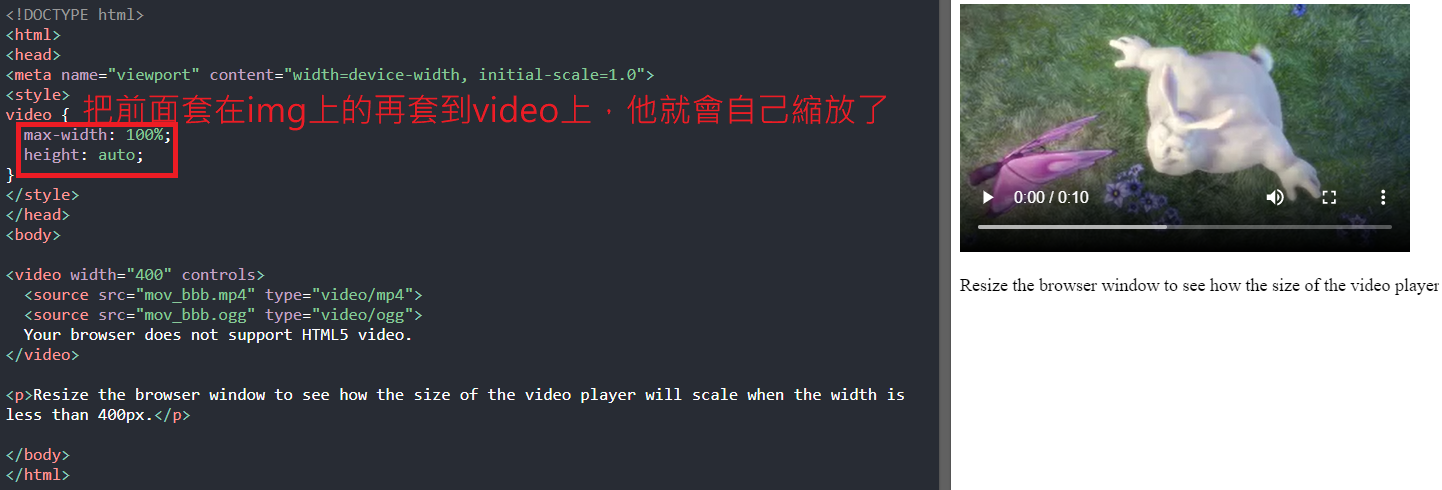 <!DOCTYPE html>
<html>
<head>
<meta name="viewport" content="width=device-width, initial-scale=1.0">
<style>
把前面套在img上的再套到video上，他就會自己縮放了
video {
  max-width: 100%;
  height: auto;
}
</style>
</head>
<body>
<video width="400" controls>
  <source src="mov_bbb.mp4" type="video/mp4">
  <source src="mov_bbb.ogg" type="video/ogg">
  Your browser does not support HTML5 video.
</video>
<p>Resize the browser window to see how the size of the video player will scale when the width is
less than 400px.</p>
</body>
</html>
0:00 / 0:10
Resize the browser window to see how the size of the video player